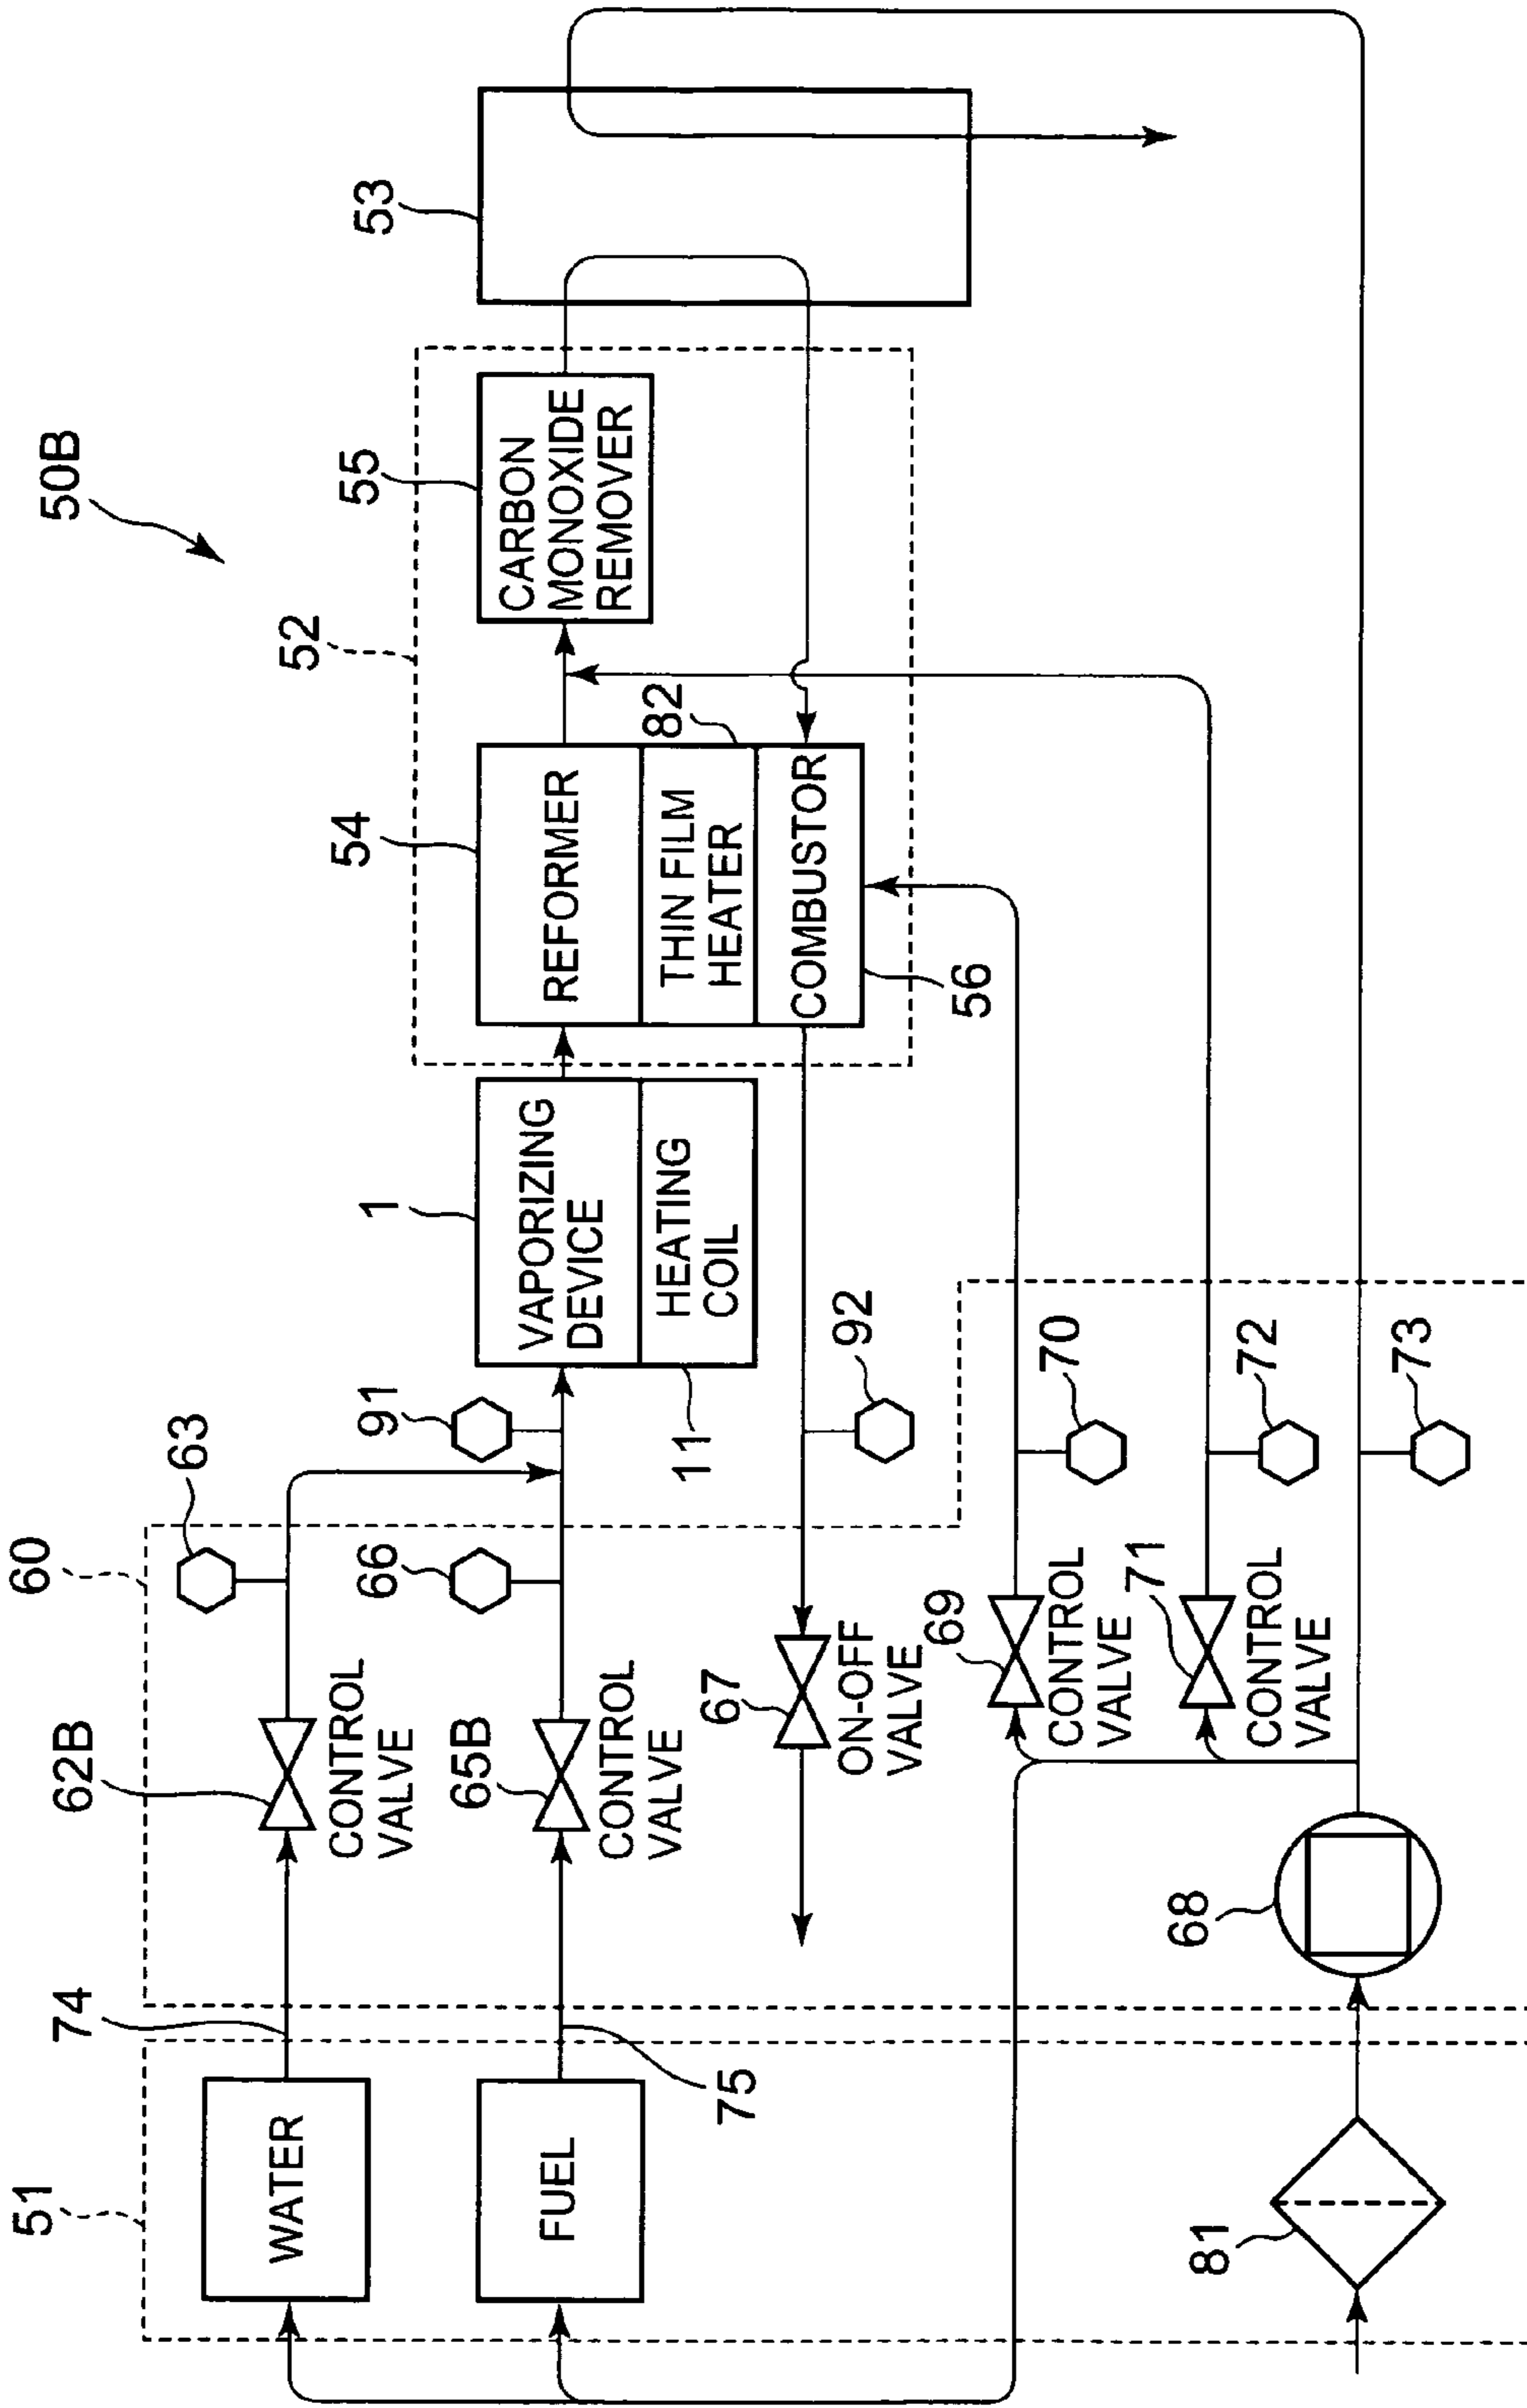 50B
51
74
62B
60
63
WATER
CONTROL
VALVE
FUEL
75
65B
CONTROL
VALVE
66
91
1
VAPORIZING
DEVICE
HEATING
COIL
11
52
54
REFORMER
THIN FILM
HEATER
82
COMBUSTOR
56
55
CARBON
MONOXIDE
REMOVER
53
67
ON-OFF
VALVE
92
69
CONTROL
VALVE
70
71
CONTROL
VALVE
72
73
68
81